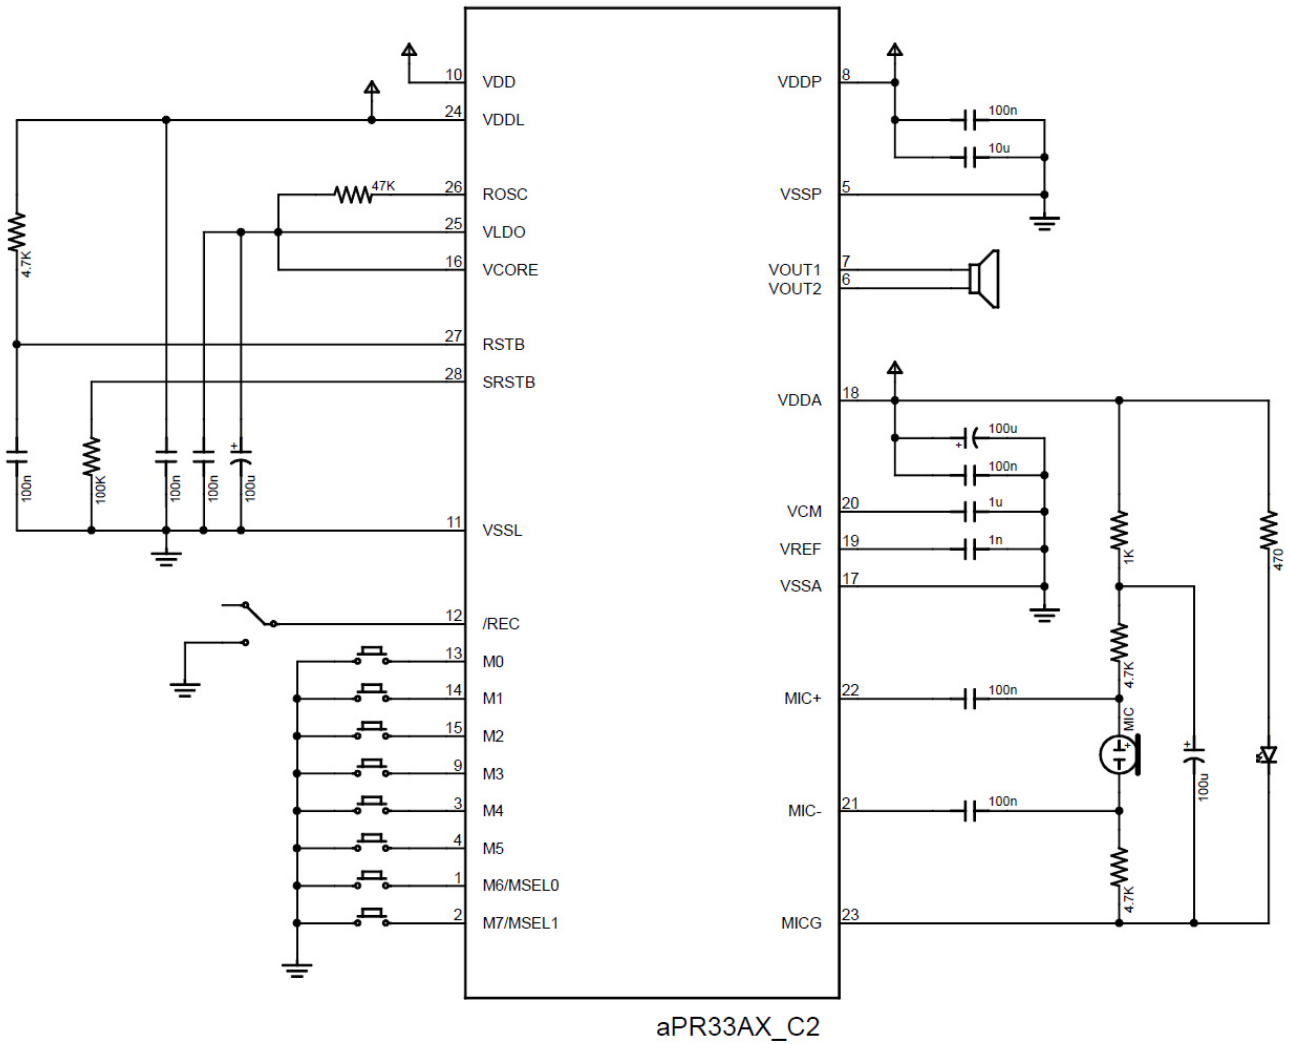 10 VDD
24 VDDL
47K 26 ROSC
25 VLDO
16 VCORE
4.7K
27 RSTB
28 SRSTB
100n
100K
100n
100n
+ 100u
11 VSSL
12 /REC
13 M0
14 M1
15 M2
9 M3
3 M4
4 M5
1 M6/MSEL0
2 M7/MSEL1
VDDP 8
100n
10u
VSSP 5
VOUT1 7
VOUT2 6
VDDA 18
+ 100u
100n
VCM 20 1u
VREF 19 1n
VSSA 17
1K
470
4.7K
MIC+ 22 100n
MIC
+
+ 100u
MIC- 21 100n
4.7K
MICG 23
aPR33AX_C2